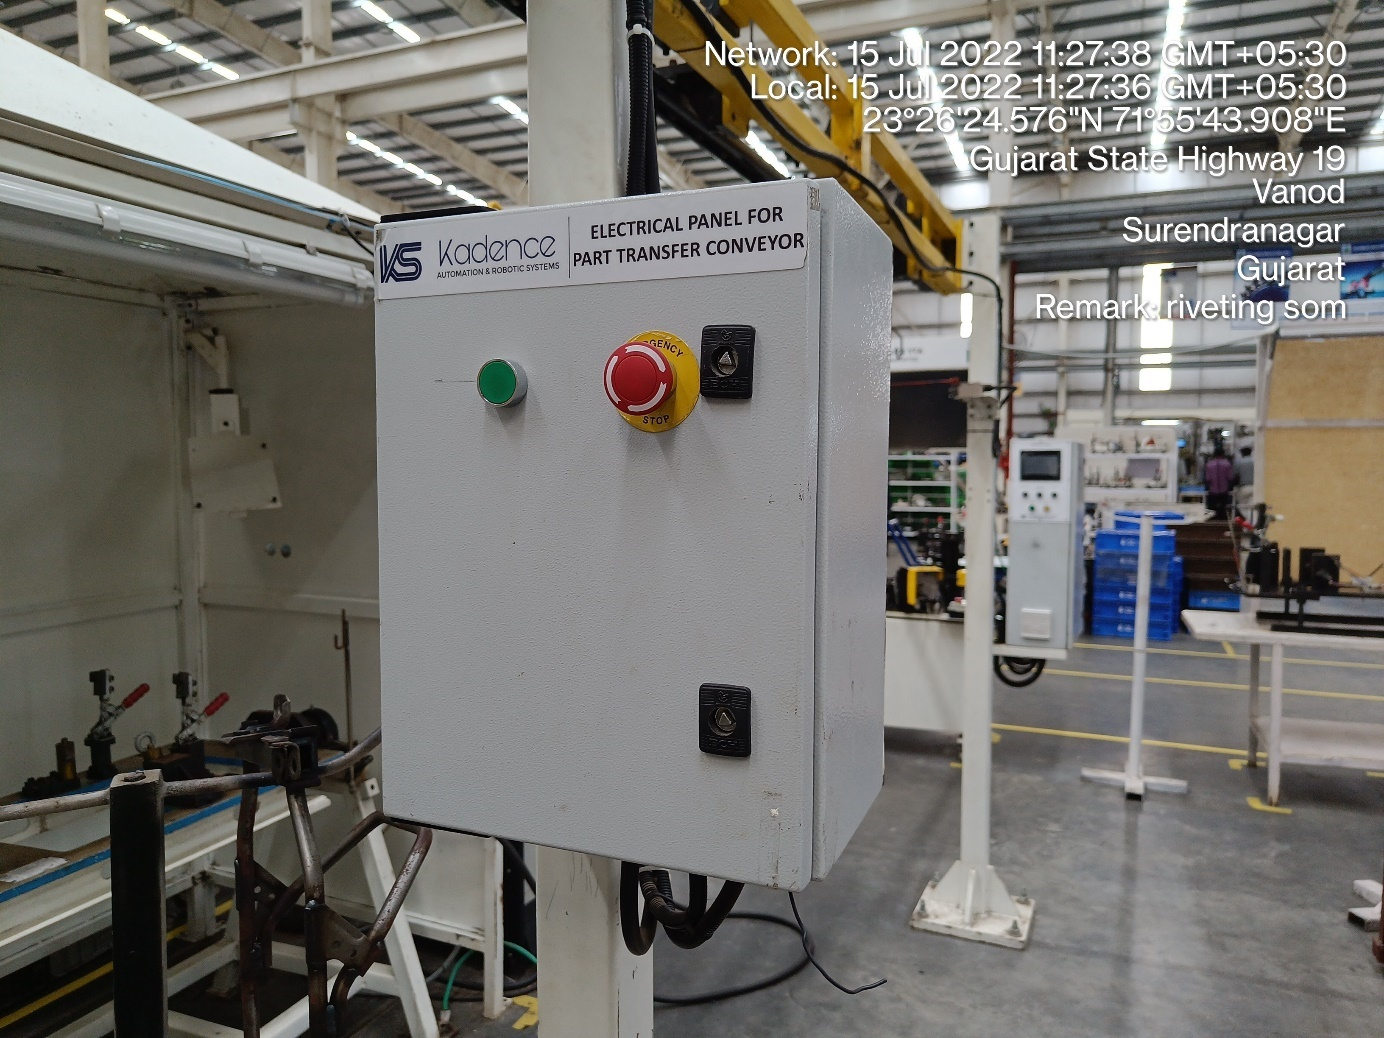 Network: 15 Jul 2022 11:27:38 GMT+05:30
Local: 15 Jul 2022 11:27:36 GMT+05:30
23°26'24.576"N 71°55'43.908"E
Gujarat State Highway 19
Vanod
Surendranagar
Gujarat
Remark: riveting som
KS Kadence
AUTOMATION & ROBOTIC SYSTEMS
ELECTRICAL PANEL FOR
PART TRANSFER CONVEYOR
STOP